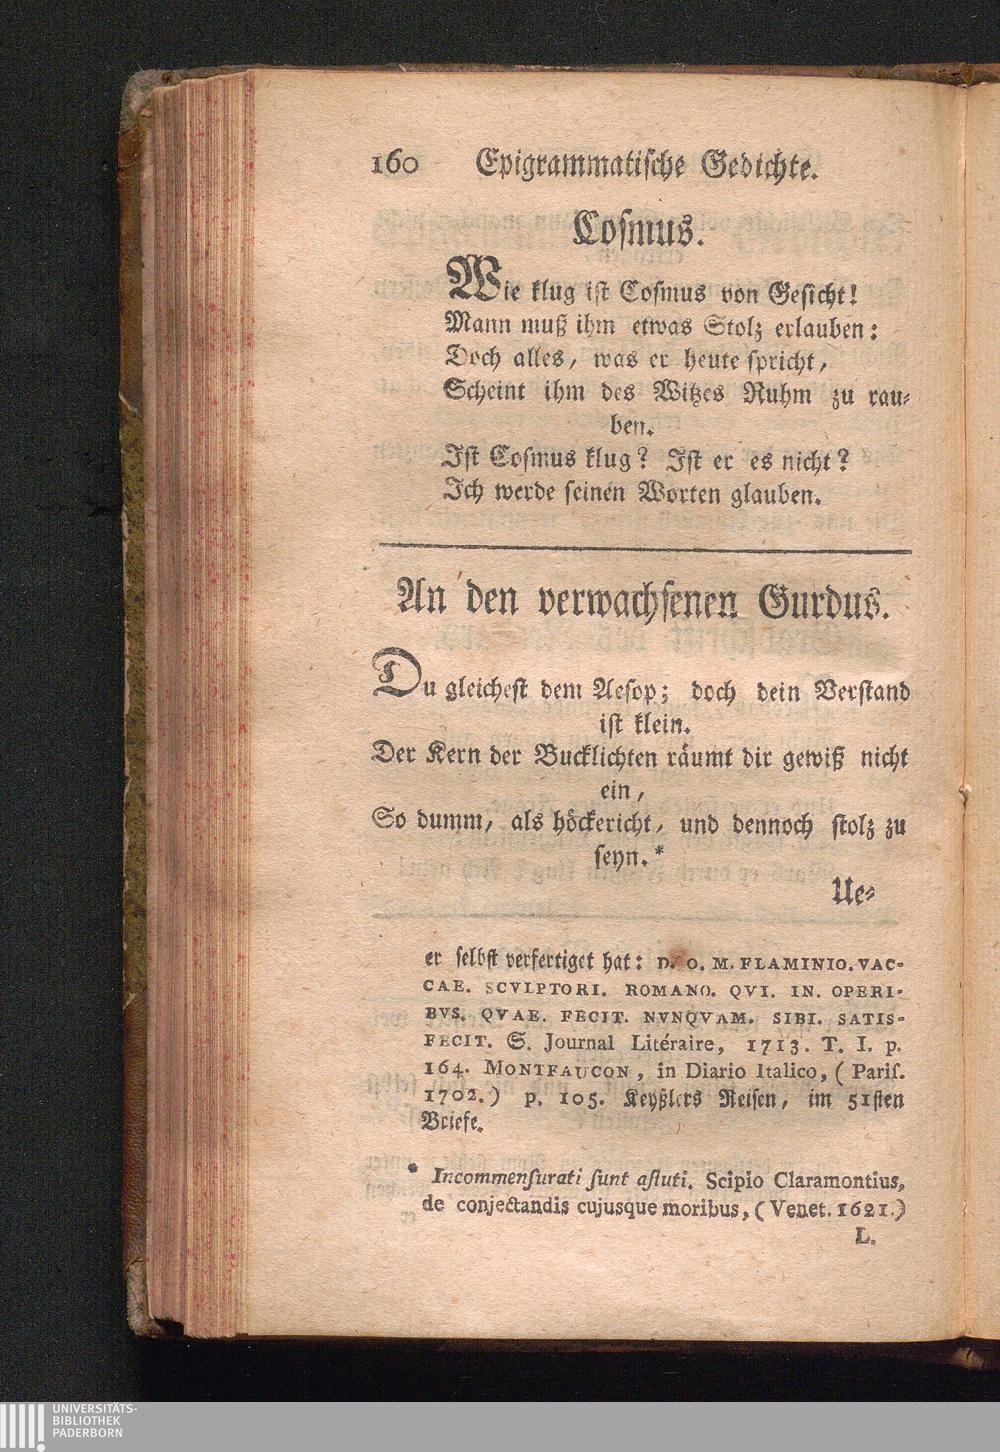 160 Epigrammatiſche Gedichte.
Coſmus.
Wie klug iſt Coſmus von Geſicht!
Mann muß ihm etwas Stolz erlauben:
Doch alles, was er heute ſpricht,
Scheint ihm des Witzes Ruhm zu rau⸗
ben.
Iſt Coſmus klug? Iſt er es nicht?
Ich werde ſeinen Worten glauben.
An den verwachſenen Gurdus.
Du gleicheſt dem Aeſop; doch dein Verſtand
iſt klein.
Der Kern der Bucklichten räumt dir gewiß nicht
ein,
So dumm, als höckericht, und dennoch ſtolz zu
ſeyn.*
Ue⸗
er ſelbſt verfertiget hat: D. O. M. FLAMINIO. VAC-
CAE. SCVLPTORI. ROMANO. QVI. IN. OPERI-
BVS. QVAE. FECIT. NVNQVAM. SIBI. SATIS-
FECIT. S. Journal Litéraire, 1713. T. I. p.
164. MONTFAUCON, in Diario Italico, (Pariſ.
1702.) p. 105. Keyßlers Reiſen, im 51ſten
Briefe.
* Incommenſurati ſunt aſtuti. Scipio Claramontius,
de conjectandis cujusque moribus, (Venet. 1621.)
L.
UNIVERSITÄTS-
BIBLIOTHEK
PADERBORN